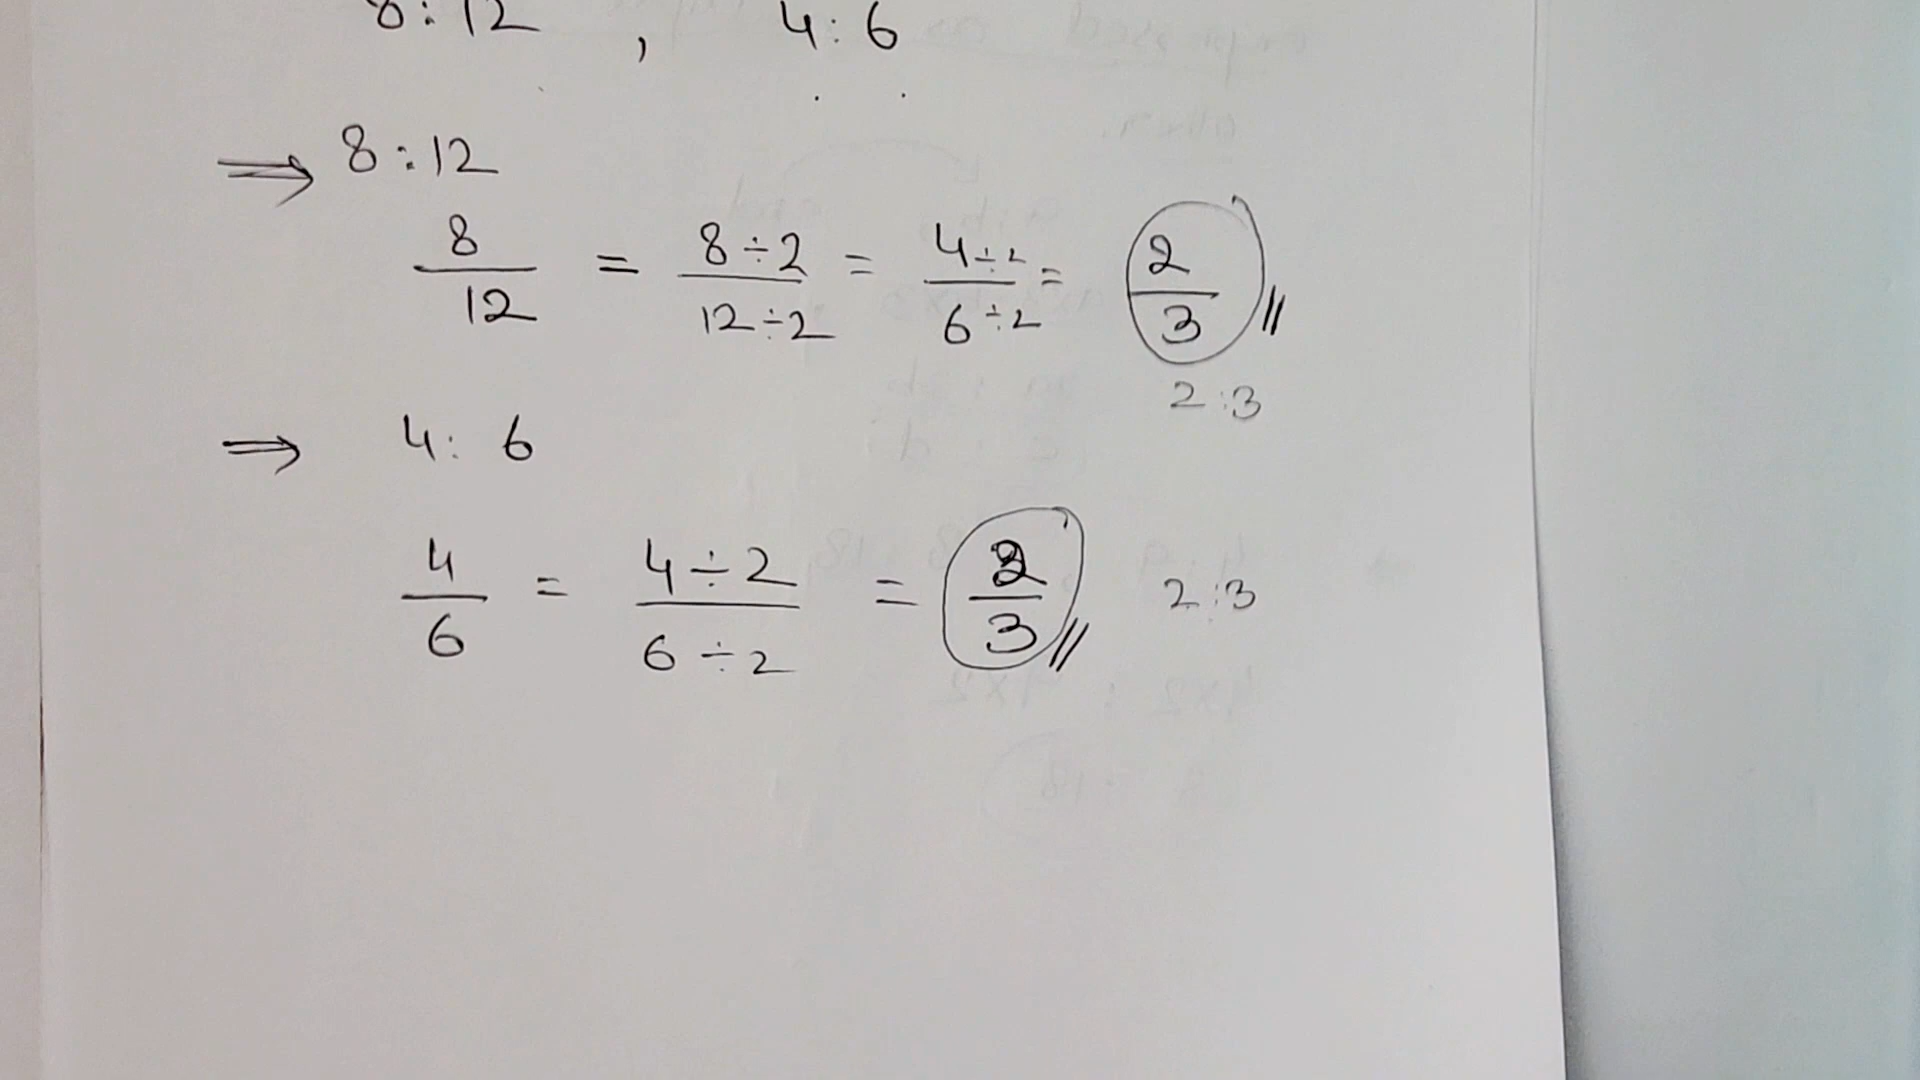 8:12 , 4:6
⇒ 8:12
8/12 = 8÷2/12÷2 = 4÷2/6÷2 = 2/3 //
2:3
⇒ 4: 6
4/6 = 4÷2/6÷2 = 2/3 // 2:3